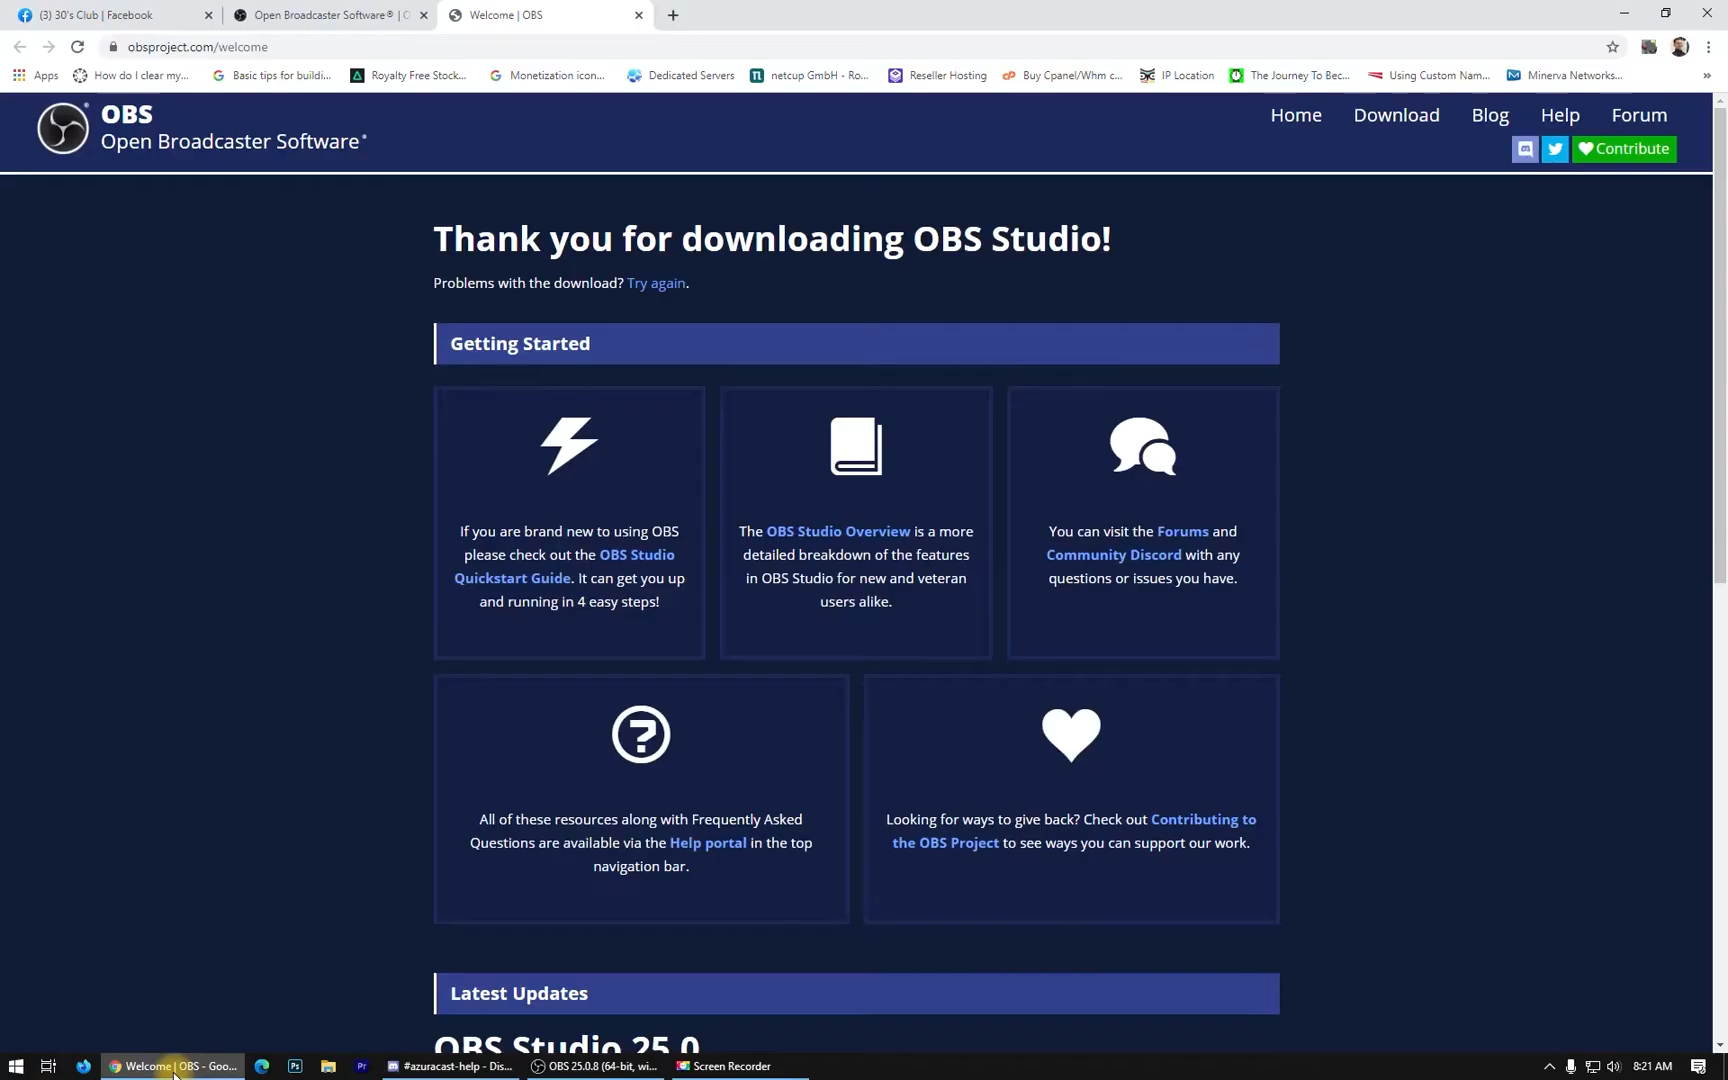 (3) 30's Club | Facebook
Open Broadcaster Software® | O
Welcome | OBS
obsproject.com/welcome
Apps
How do I clear my...
Basic tips for buildi...
Royalty Free Stock...
Monetization icon...
Dedicated Servers
netcup GmbH - Ro...
Reseller Hosting
Buy Cpanel/Whm c...
IP Location
The Journey To Bec...
Using Custom Nam...
Minerva Networks...
OBS
Open Broadcaster Software®
Home
Download
Blog
Help
Forum
Contribute
Thank you for downloading OBS Studio!
Problems with the download? Try again.
Getting Started
If you are brand new to using OBS
please check out the OBS Studio
Quickstart Guide. It can get you up
and running in 4 easy steps!
The OBS Studio Overview is a more
detailed breakdown of the features
in OBS Studio for new and veteran
users alike.
You can visit the Forums and
Community Discord with any
questions or issues you have.
All of these resources along with Frequently Asked
Questions are available via the Help portal in the top
navigation bar.
Looking for ways to give back? Check out Contributing to
the OBS Project to see ways you can support our work.
Latest Updates
OBS Studio 25.0
Welcome | OBS - Goo...
Ps
Pr
#azuracast-help - Dis...
OBS 25.0.8 (64-bit, wi...
Screen Recorder
8:21 AM